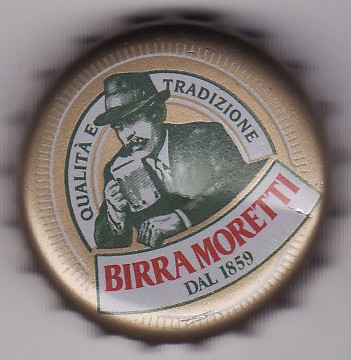 QUALITÀ E TRADIZIONE
BIRRA MORETTI
DAL 1859